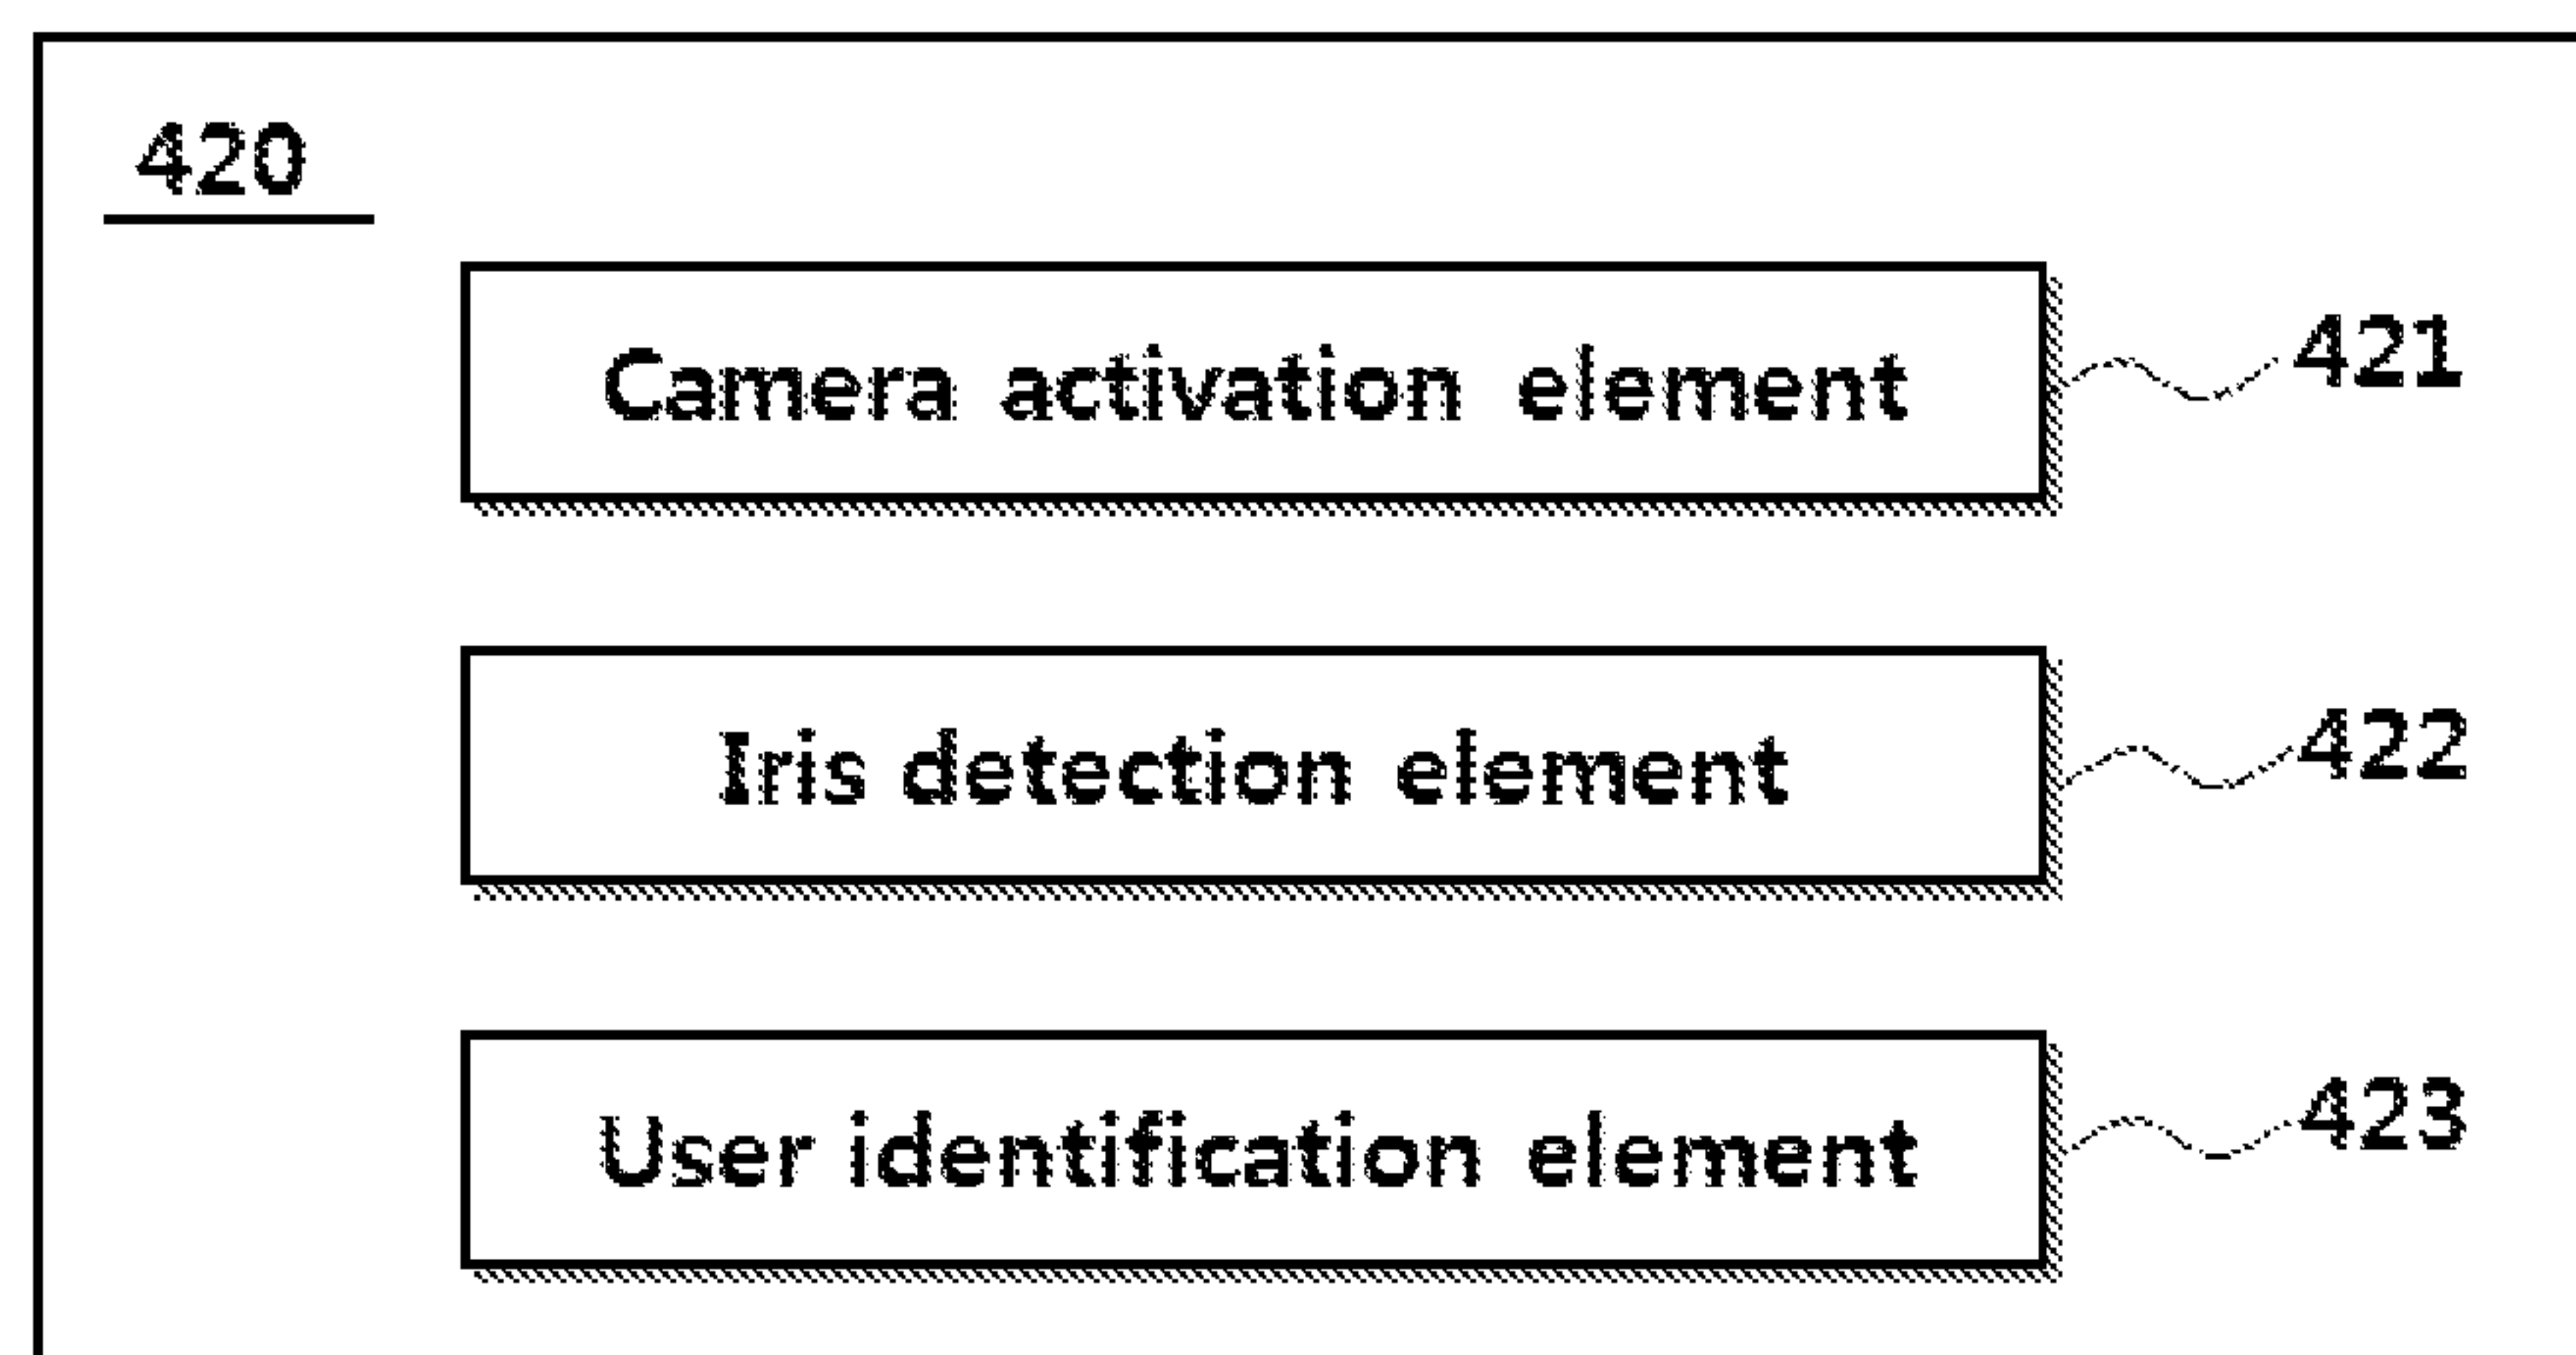 420
Camera activation element 421
Iris detection element 422
User identification element 423